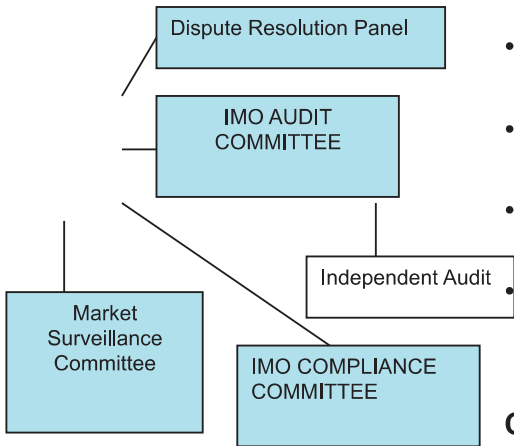 Dispute Resolution Panel
IMO AUDIT
COMMITTEE
Independent Audit
Market
Surveillance
Committee
IMO COMPLIANCE
COMMITTEE